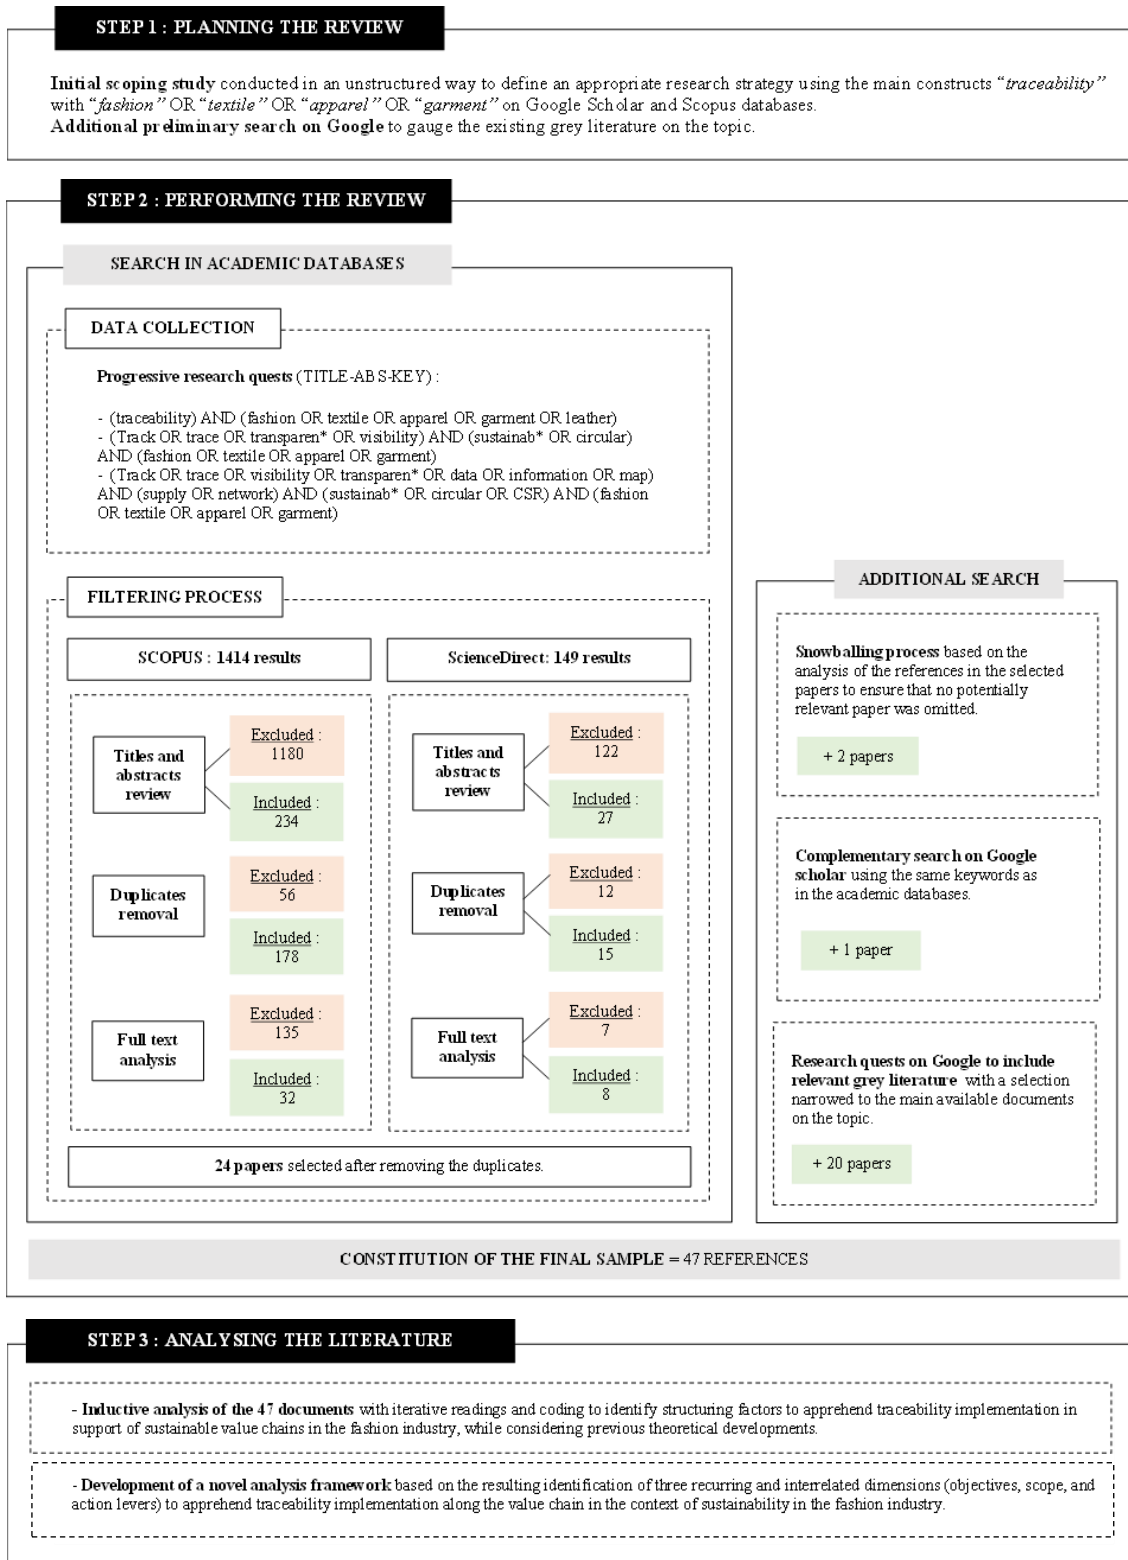 STEP 1 : PLANNING THE REVIEW
Initial scoping study conducted in an unstructured way to define an appropriate research strategy using the main constructs “traceability”
with “fashion” OR “textile” OR “apparel” OR “garment” on Google Scholar and Scopus databases.
Additional preliminary search on Google to gauge the existing grey literature on the topic.
STEP 2 : PERFORMING THE REVIEW
SEARCH IN ACADEMIC DATABASES
DATA COLLECTION
Progressive research quests (TITLE-ABS-KEY) :
- (traceability) AND (fashion OR textile OR apparel OR garment OR leather)
- (Track OR trace OR transparen* OR visibility) AND (sustainab* OR circular)
AND (fashion OR textile OR apparel OR garment)
- (Track OR trace OR visibility OR transparen* OR data OR information OR map)
AND (supply OR network) AND (sustainab* OR circular OR CSR) AND (fashion
OR textile OR apparel OR garment)
FILTERING PROCESS
SCOPUS : 1414 results
Titles and
abstracts
review
Excluded :
1180
Included :
234
Duplicates
removal
Excluded :
56
Included :
178
Full text
analysis
Excluded :
135
Included :
32
ScienceDirect: 149 results
Titles and
abstracts
review
Excluded :
122
Included :
27
Duplicates
removal
Excluded :
12
Included :
15
Full text
analysis
Excluded :
7
Included :
8
24 papers selected after removing the duplicates.
ADDITIONAL SEARCH
Snowballing process based on the
analysis of the references in the selected
papers to ensure that no potentially
relevant paper was omitted.
+ 2 papers
Complementary search on Google
scholar using the same keywords as
in the academic databases.
+ 1 paper
Research quests on Google to include
relevant grey literature with a selection
narrowed to the main available documents
on the topic.
+ 20 papers
CONSTITUTION OF THE FINAL SAMPLE = 47 REFERENCES
STEP 3 : ANALYSING THE LITERATURE
- Inductive analysis of the 47 documents with iterative readings and coding to identify structuring factors to apprehend traceability implementation in
support of sustainable value chains in the fashion industry, while considering previous theoretical developments.
- Development of a novel analysis framework based on the resulting identification of three recurring and interrelated dimensions (objectives, scope, and
action levers) to apprehend traceability implementation along the value chain in the context of sustainability in the fashion industry.